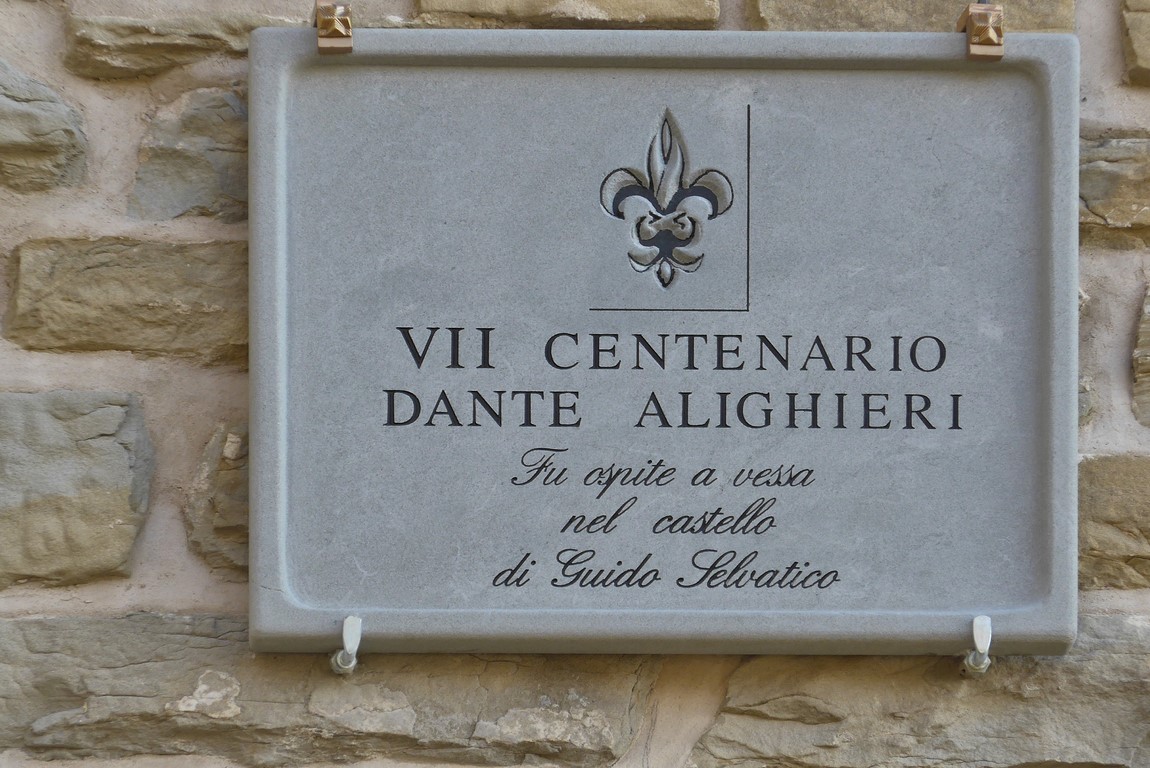 VII CENTENARIO
DANTE ALIGHIERI
Fu ospite a vessa
nel castello
di Guido Selvatico